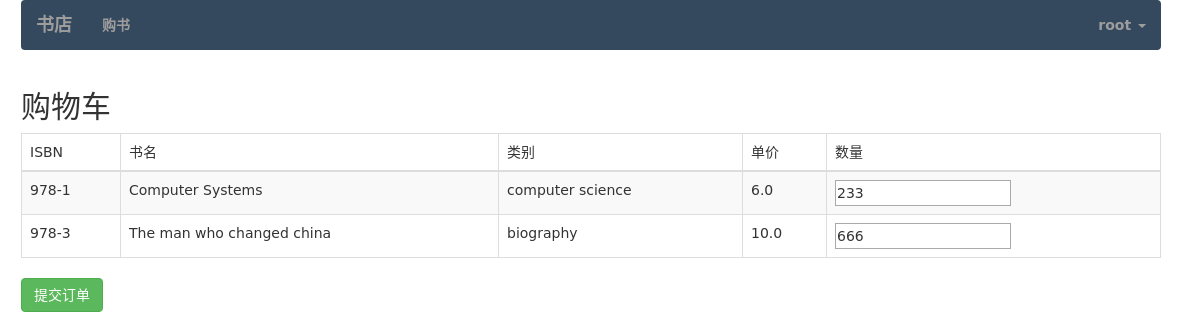 书店 购书 root
购物车
ISBN 书名 类别 单价 数量
978-1 Computer Systems computer science 6.0 233
978-3 The man who changed china biography 10.0 666
提交订单